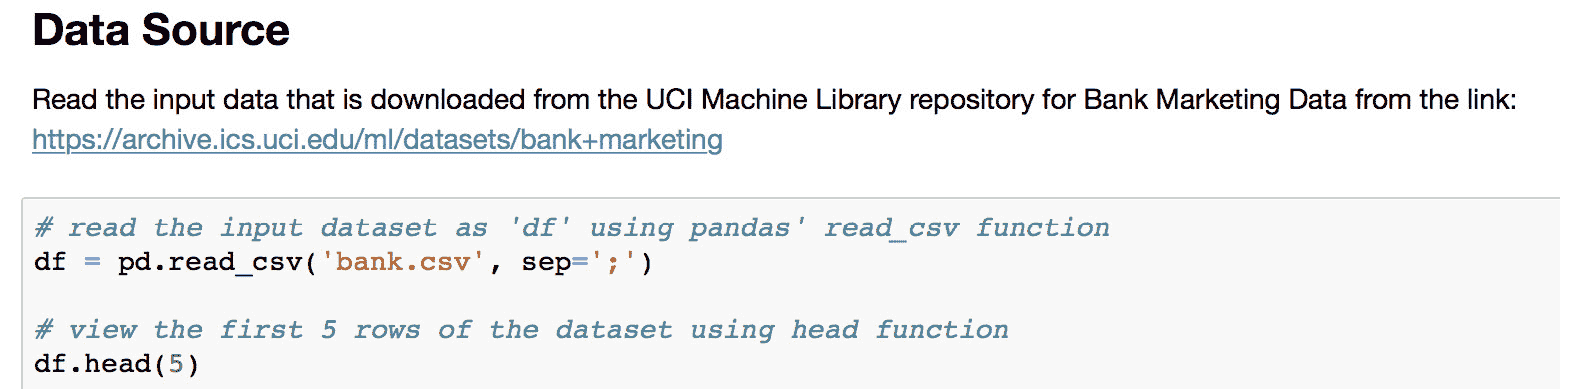 Data Source
Read the input data that is downloaded from the UCI Machine Library repository for Bank Marketing Data from the link:
https://archive.ics.uci.edu/ml/datasets/bank+marketing
# read the input dataset as 'df' using pandas' read_csv function
df = pd.read_csv('bank.csv', sep=';')
# view the first 5 rows of the dataset using head function
df.head(5)